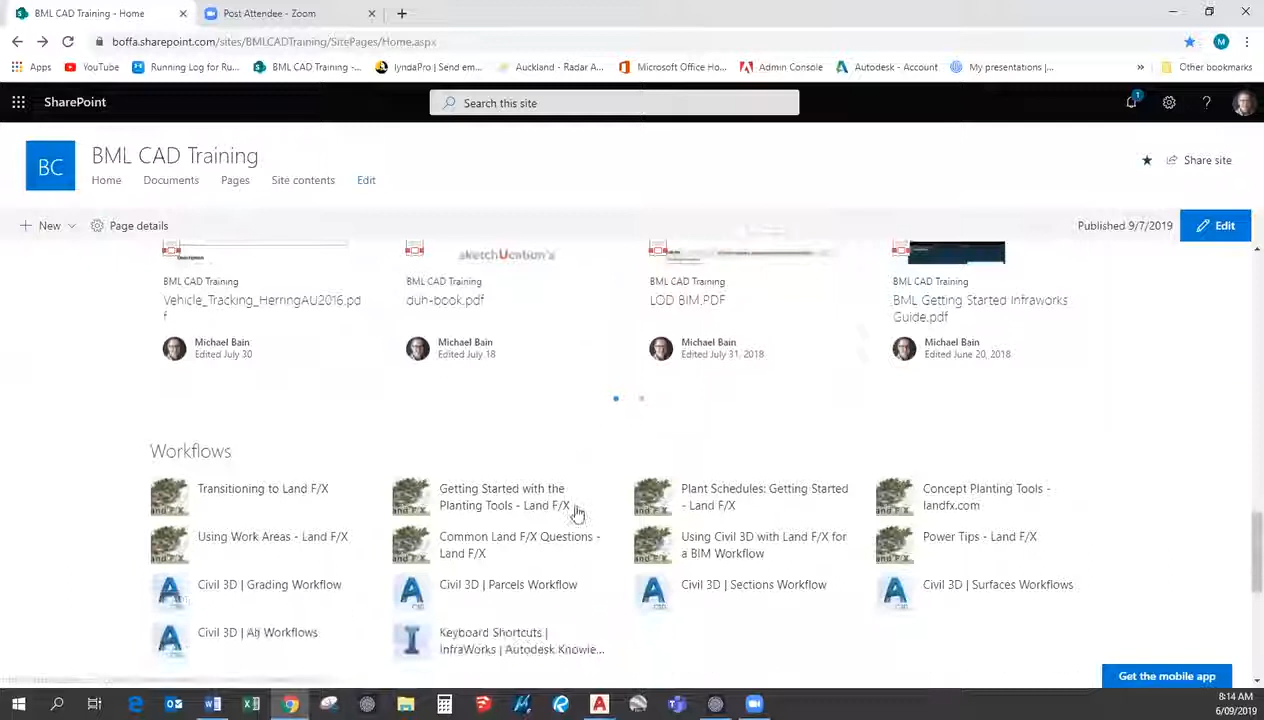 BML CAD Training - Home
Post Attendee - Zoom
boffa.sharepoint.com/sites/BMLCADTraining/SitePages/Home.aspx
M
Apps
YouTube
Running Log for Ru...
BML CAD Training -...
lyndaPro | Send em...
Auckland - Radar A...
Microsoft Office Ho...
Admin Console
Autodesk - Account
My presentations |...
»
Other bookmarks
SharePoint
Search this site
1
?
BC
BML CAD Training
Home
Documents
Pages
Site contents
Edit
Share site
New
Page details
Published 9/7/2019
Edit
BML CAD Training
Vehicle_Tracking_HerringAU2016.pd
f
Michael Bain
Edited July 30
BML CAD Training
duh-book.pdf
Michael Bain
Edited July 18
BML CAD Training
LOD BIM.PDF
Michael Bain
Edited July 31, 2018
BML CAD Training
BML Getting Started Infraworks
Guide.pdf
Michael Bain
Edited June 20, 2018
Workflows
Transitioning to Land F/X
Getting Started with the
Planting Tools - Land F/X
Plant Schedules: Getting Started
- Land F/X
Concept Planting Tools -
landfx.com
Using Work Areas - Land F/X
Common Land F/X Questions -
Land F/X
Using Civil 3D with Land F/X for
a BIM Workflow
Power Tips - Land F/X
Civil 3D | Grading Workflow
Civil 3D | Parcels Workflow
Civil 3D | Sections Workflow
Civil 3D | Surfaces Workflows
Civil 3D | All Workflows
Keyboard Shortcuts |
InfraWorks | Autodesk Knowle...
Get the mobile app
8:14 AM
6/09/2019